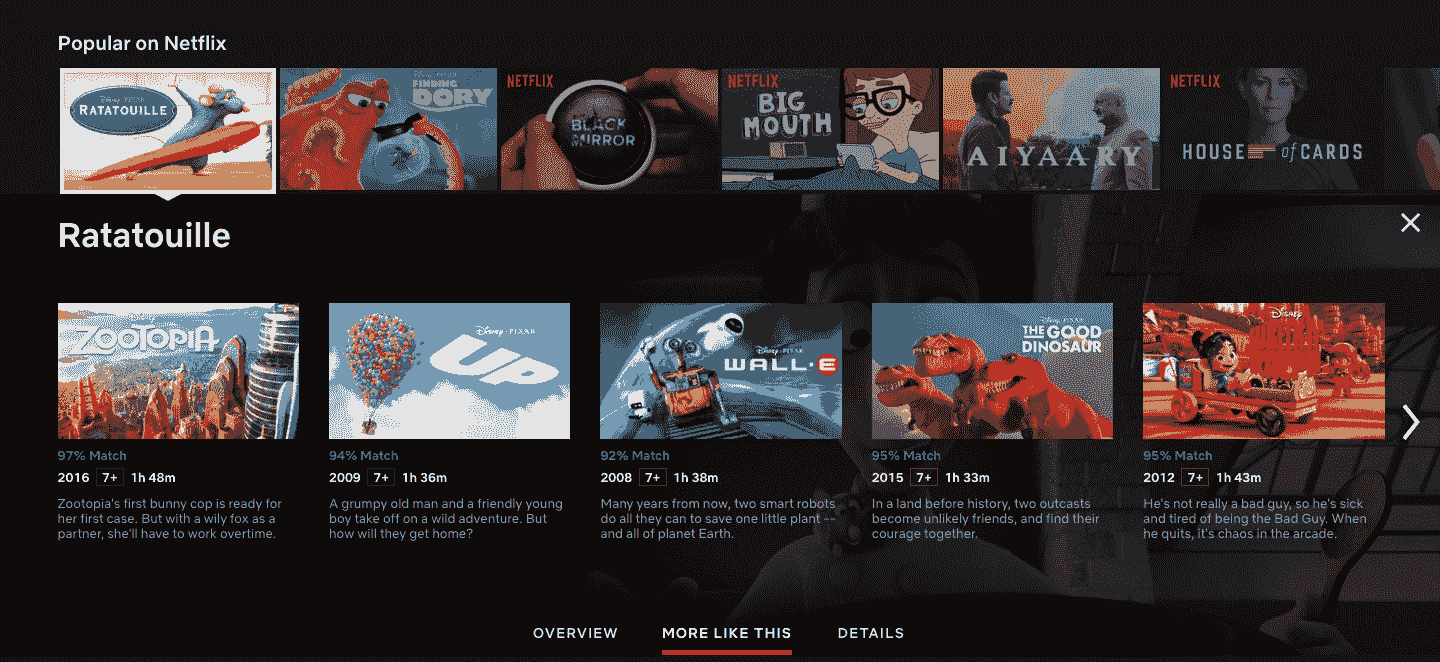 Popular on Netflix
Disney · PIXAR
RATATOUILLE
Disney · PIXAR
FINDING
DORY
NETFLIX
BLACK
MIRROR
NETFLIX
BIG
MOUTH
AIYAARY
NETFLIX
HOUSE of CARDS
Ratatouille
ZOOTOPIA
Disney · PIXAR
UP
Disney · PIXAR
WALL·E
Disney · PIXAR
THE GOOD
DINOSAUR
Disney
97% Match
2016 7+ 1h 48m
Zootopia's first bunny cop is ready for
her first case. But with a wily fox as a
partner, she'll have to work overtime.
94% Match
2009 7+ 1h 36m
A grumpy old man and a friendly young
boy take off on a wild adventure. But
how will they get home?
92% Match
2008 7+ 1h 38m
Many years from now, two smart robots
do all they can to save one little plant --
and all of planet Earth.
95% Match
2015 7+ 1h 33m
In a land before history, two outcasts
become unlikely friends, and find their
courage together.
95% Match
2012 7+ 1h 43m
He's not really a bad guy, so he's sick
and tired of being the Bad Guy. When
he quits, it's chaos in the arcade.
OVERVIEW
MORE LIKE THIS
DETAILS